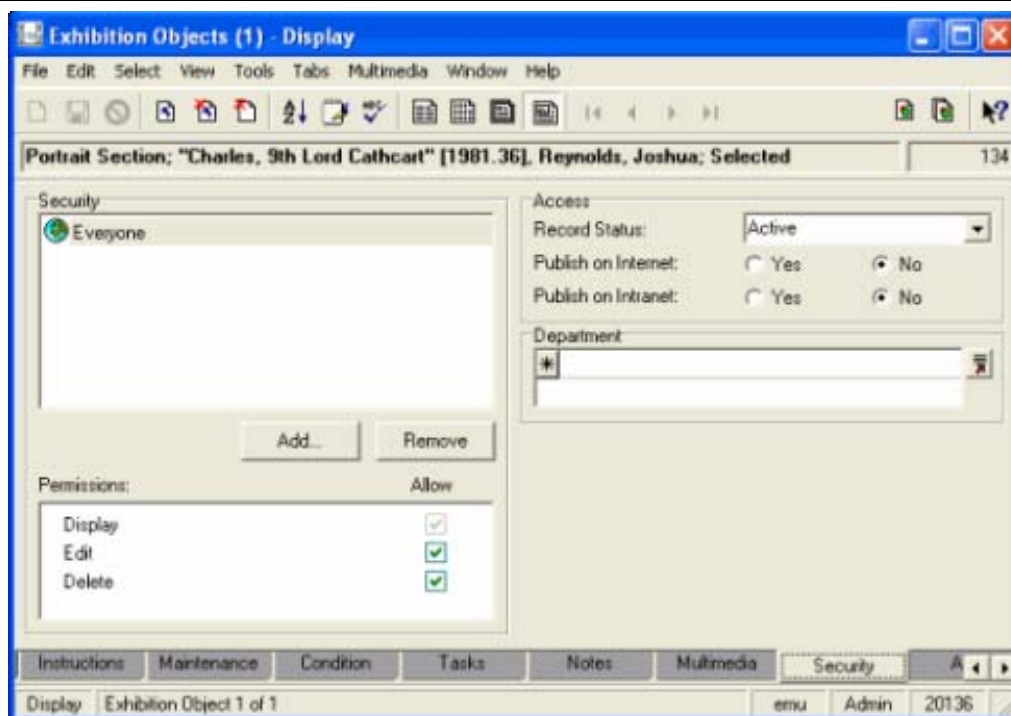 Exhibition Objects (1) - Display
File Edit Select View Tools Tabs Multimedia Window Help
Portrait Section; "Charles, 9th Lord Cathcart" [1981.36], Reynolds, Joshua; Selected 134
Security
Everyone
Add... Remove
Permissions: Allow
Display
Edit
Delete
Access
Record Status: Active
Publish on Internet: Yes No
Publish on Intranet: Yes No
Department
Instructions Maintenance Condition Tasks Notes Multimedia Security A
Display Exhibition Object 1 of 1 emu Admin 20136